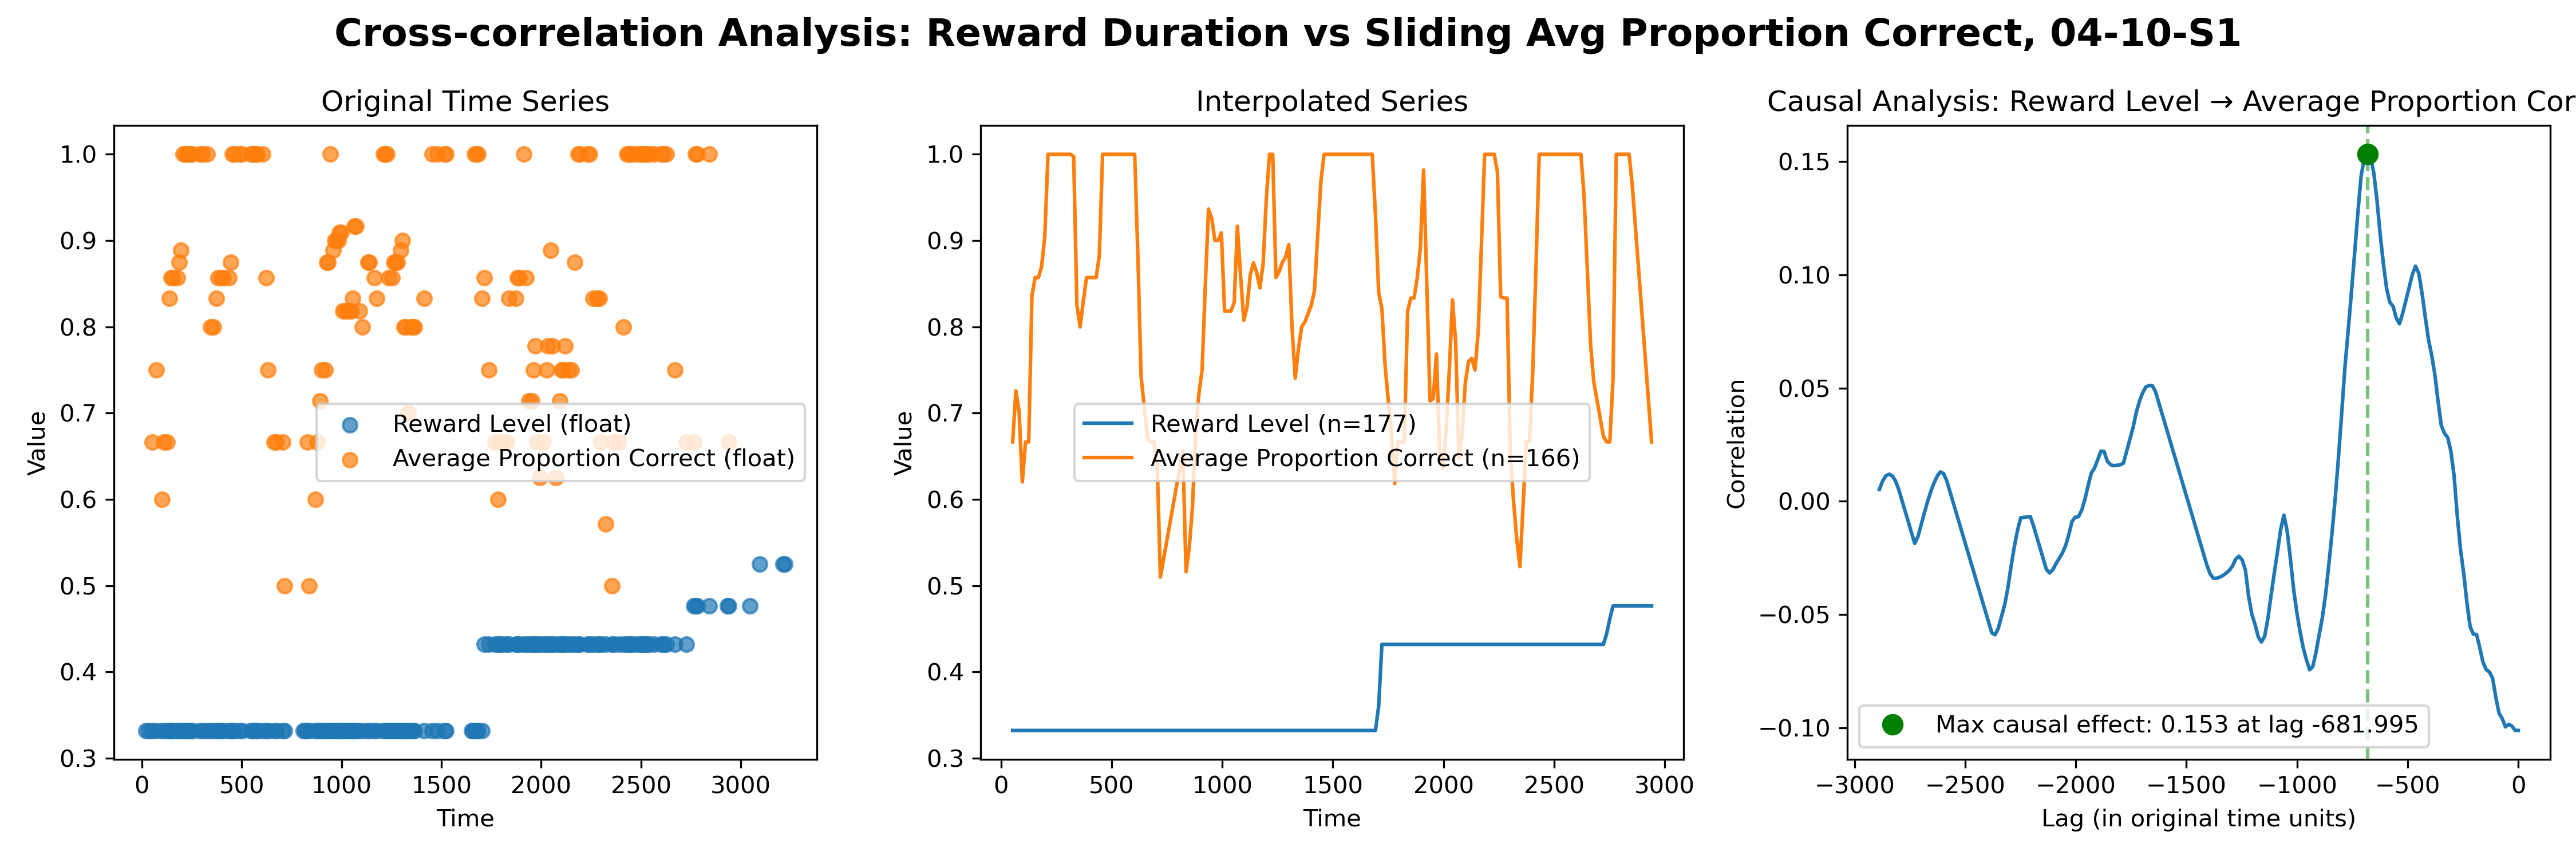 Cross-correlation Analysis: Reward Duration vs Sliding Avg Proportion Correct, 04-10-S1
Original Time Series
Value
1.0
0.9
0.8
0.7
0.6
0.5
0.4
0.3
Reward Level (float)
Average Proportion Correct (float)
0 500 1000 1500 2000 2500 3000
Time
Interpolated Series
Value
1.0
0.9
0.8
0.7
0.6
0.5
0.4
0.3
Reward Level (n=177)
Average Proportion Correct (n=166)
0 500 1000 1500 2000 2500 3000
Time
Causal Analysis: Reward Level → Average Proportion Cor
Correlation
0.15
0.10
0.05
0.00
−0.05
−0.10
Max causal effect: 0.153 at lag -681.995
−3000 −2500 −2000 −1500 −1000 −500 0
Lag (in original time units)